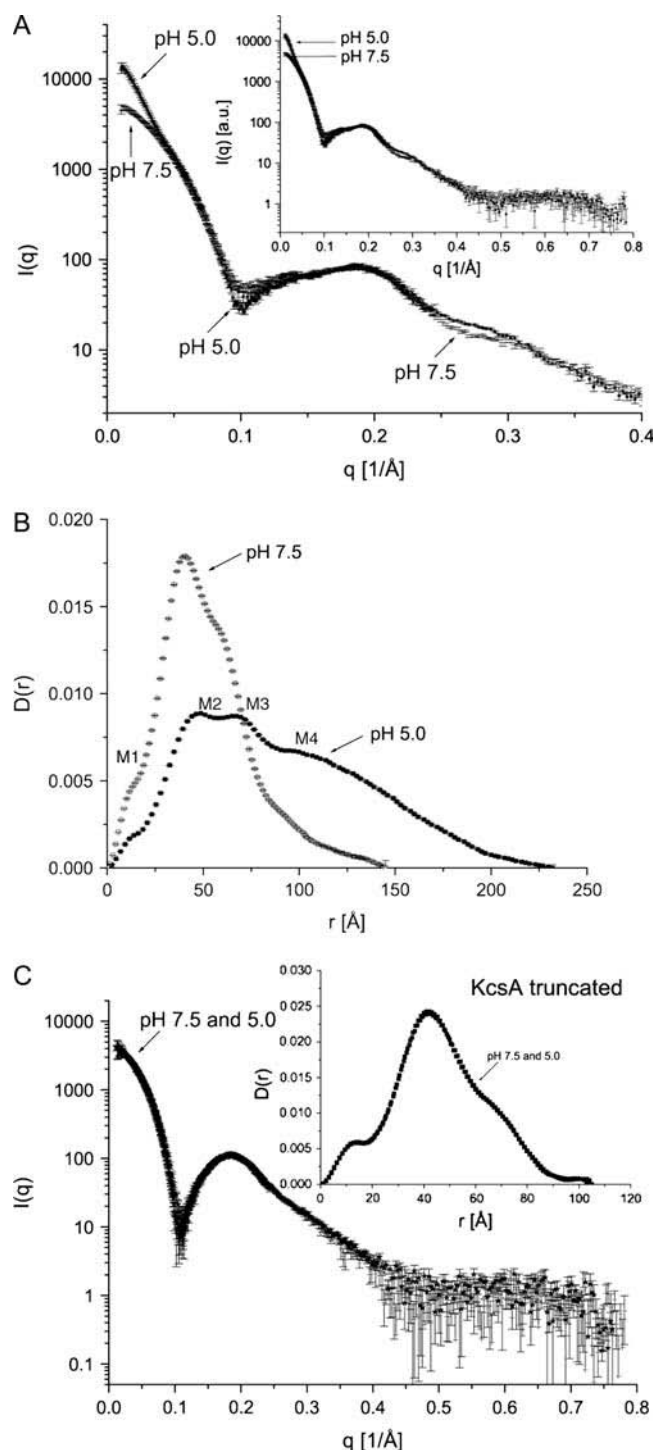 A
pH 5.0
pH 7.5
pH 5.0
pH 7.5
I(q)
10000
1000
100
10
0.0 0.1 0.2 0.3 0.4
q [1/Å]
pH 5.0
pH 7.5
I(q) [a.u.]
10000
1000
100
10
1
0.0 0.1 0.2 0.3 0.4 0.5 0.6 0.7 0.8
q [1/Å]
B
pH 7.5
pH 5.0
M1
M2
M3
M4
D(r)
0.020
0.015
0.010
0.005
0.000
0 50 100 150 200 250
r [Å]
C
pH 7.5 and 5.0
I(q)
10000
1000
100
10
1
0.1
0.0 0.1 0.2 0.3 0.4 0.5 0.6 0.7 0.8
q [1/Å]
KcsA truncated
pH 7.5 and 5.0
D(r)
0.030
0.025
0.020
0.015
0.010
0.005
0.000
0 20 40 60 80 100 120
r [Å]